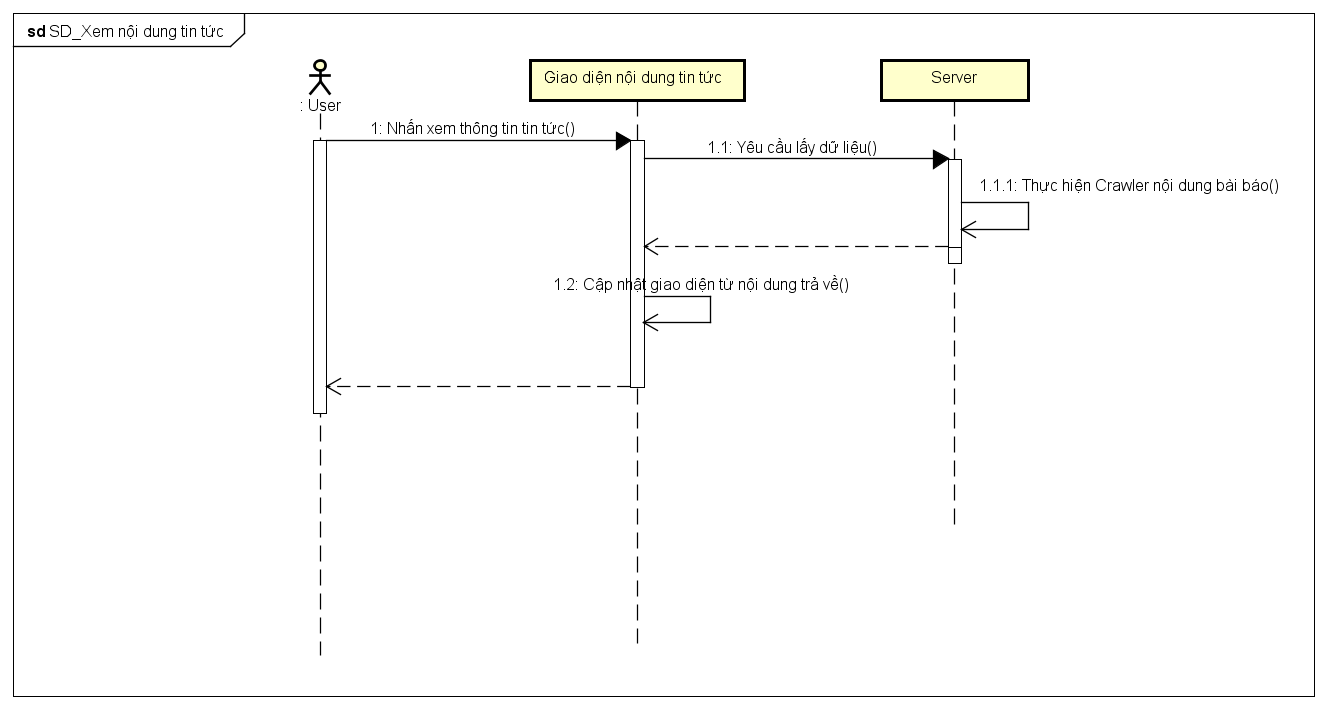 sd SD_Xem nội dung tin tức
: User
Giao diện nội dung tin tức
Server
1: Nhấn xem thông tin tin tức()
1.1: Yêu cầu lấy dữ liệu()
1.1.1: Thực hiện Crawler nội dung bài báo()
1.2: Cập nhật giao diện từ nội dung trả về()